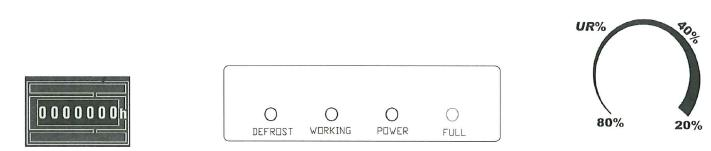 0000000h
DEFROST WORKING POWER FULL
UR% 40%
80% 20%